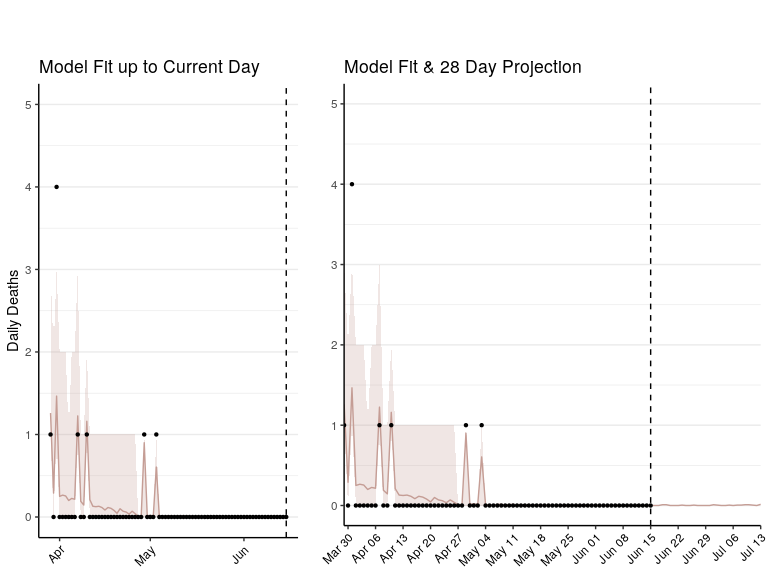 Model Fit up to Current Day
Model Fit & 28 Day Projection
Daily Deaths
5
4
3
2
1
0
Apr
May
Jun
5
4
3
2
1
0
Mar 30
Apr 06
Apr 13
Apr 20
Apr 27
May 04
May 11
May 18
May 25
Jun 01
Jun 08
Jun 15
Jun 22
Jun 29
Jul 06
Jul 13